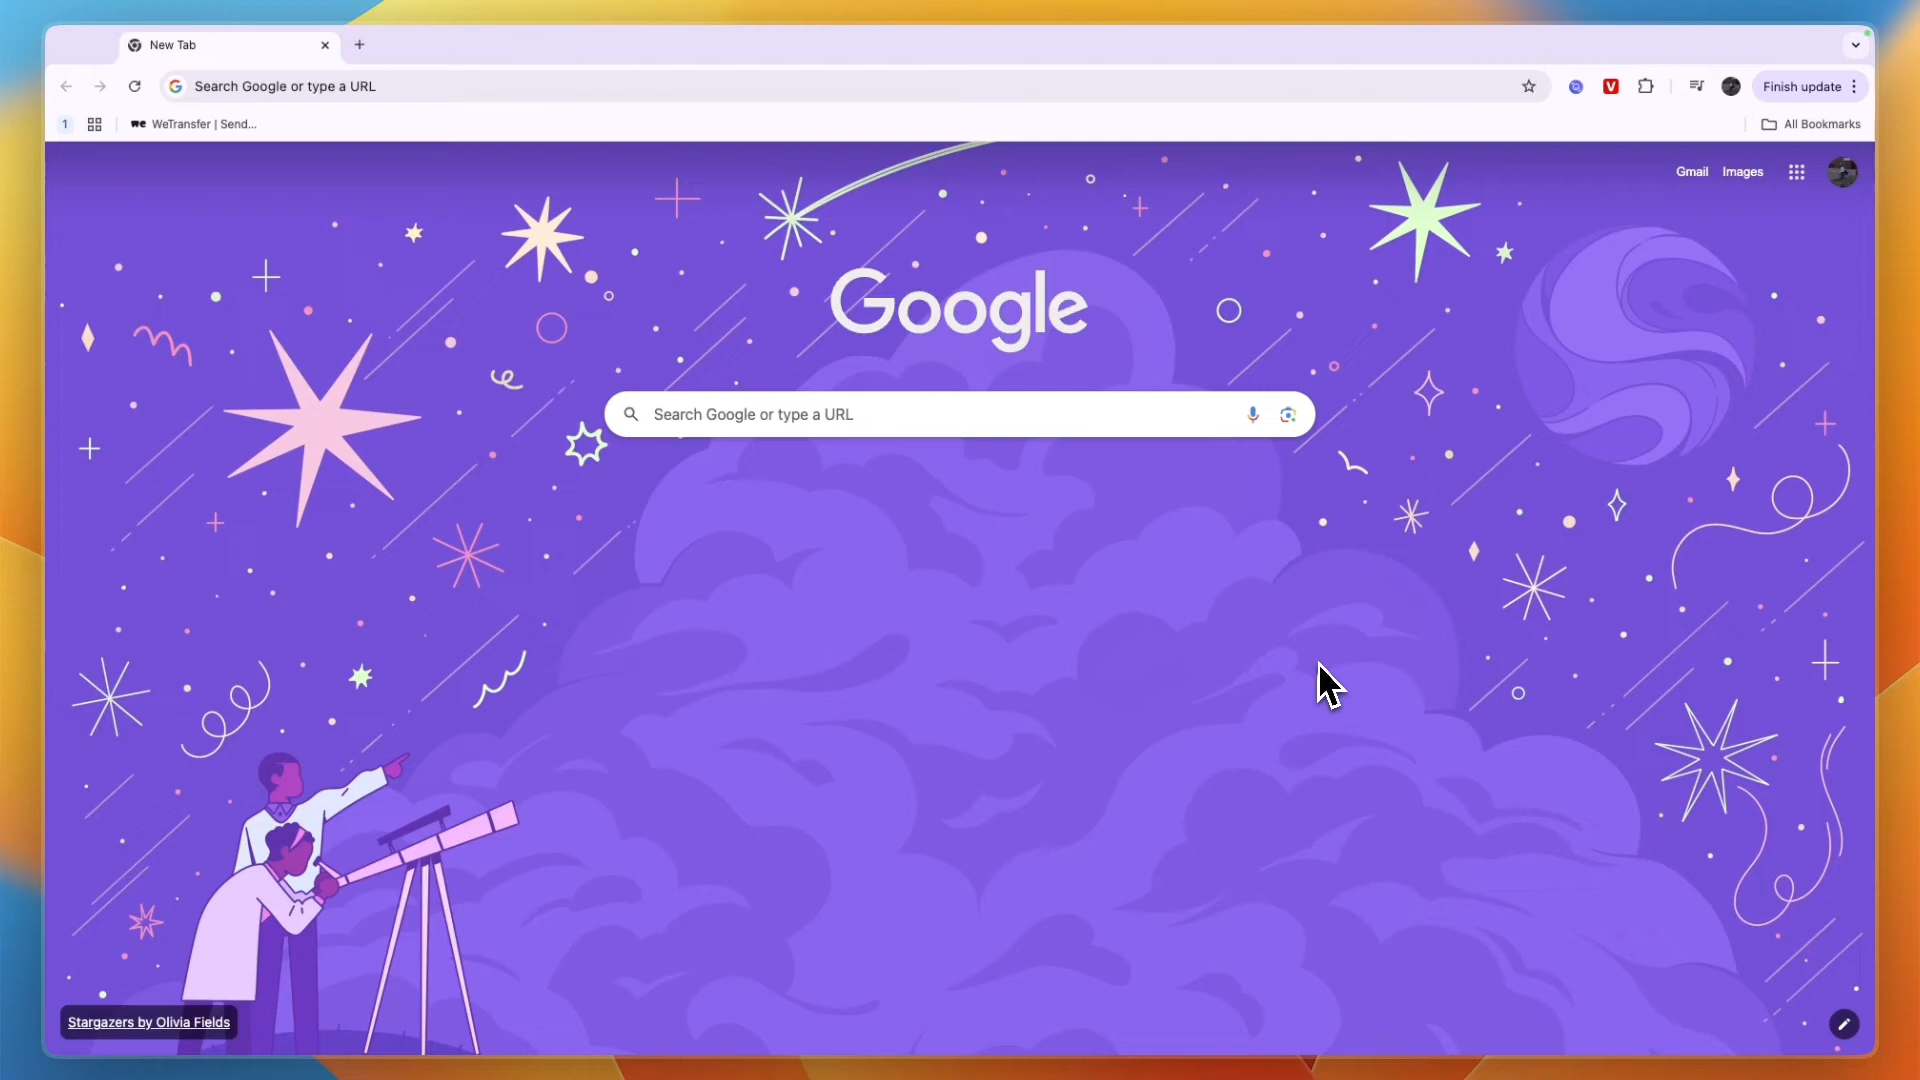 New Tab
Search Google or type a URL
Finish update
1
WeTransfer | Send...
All Bookmarks
Gmail
Images
Google
Search Google or type a URL
Stargazers by Olivia Fields